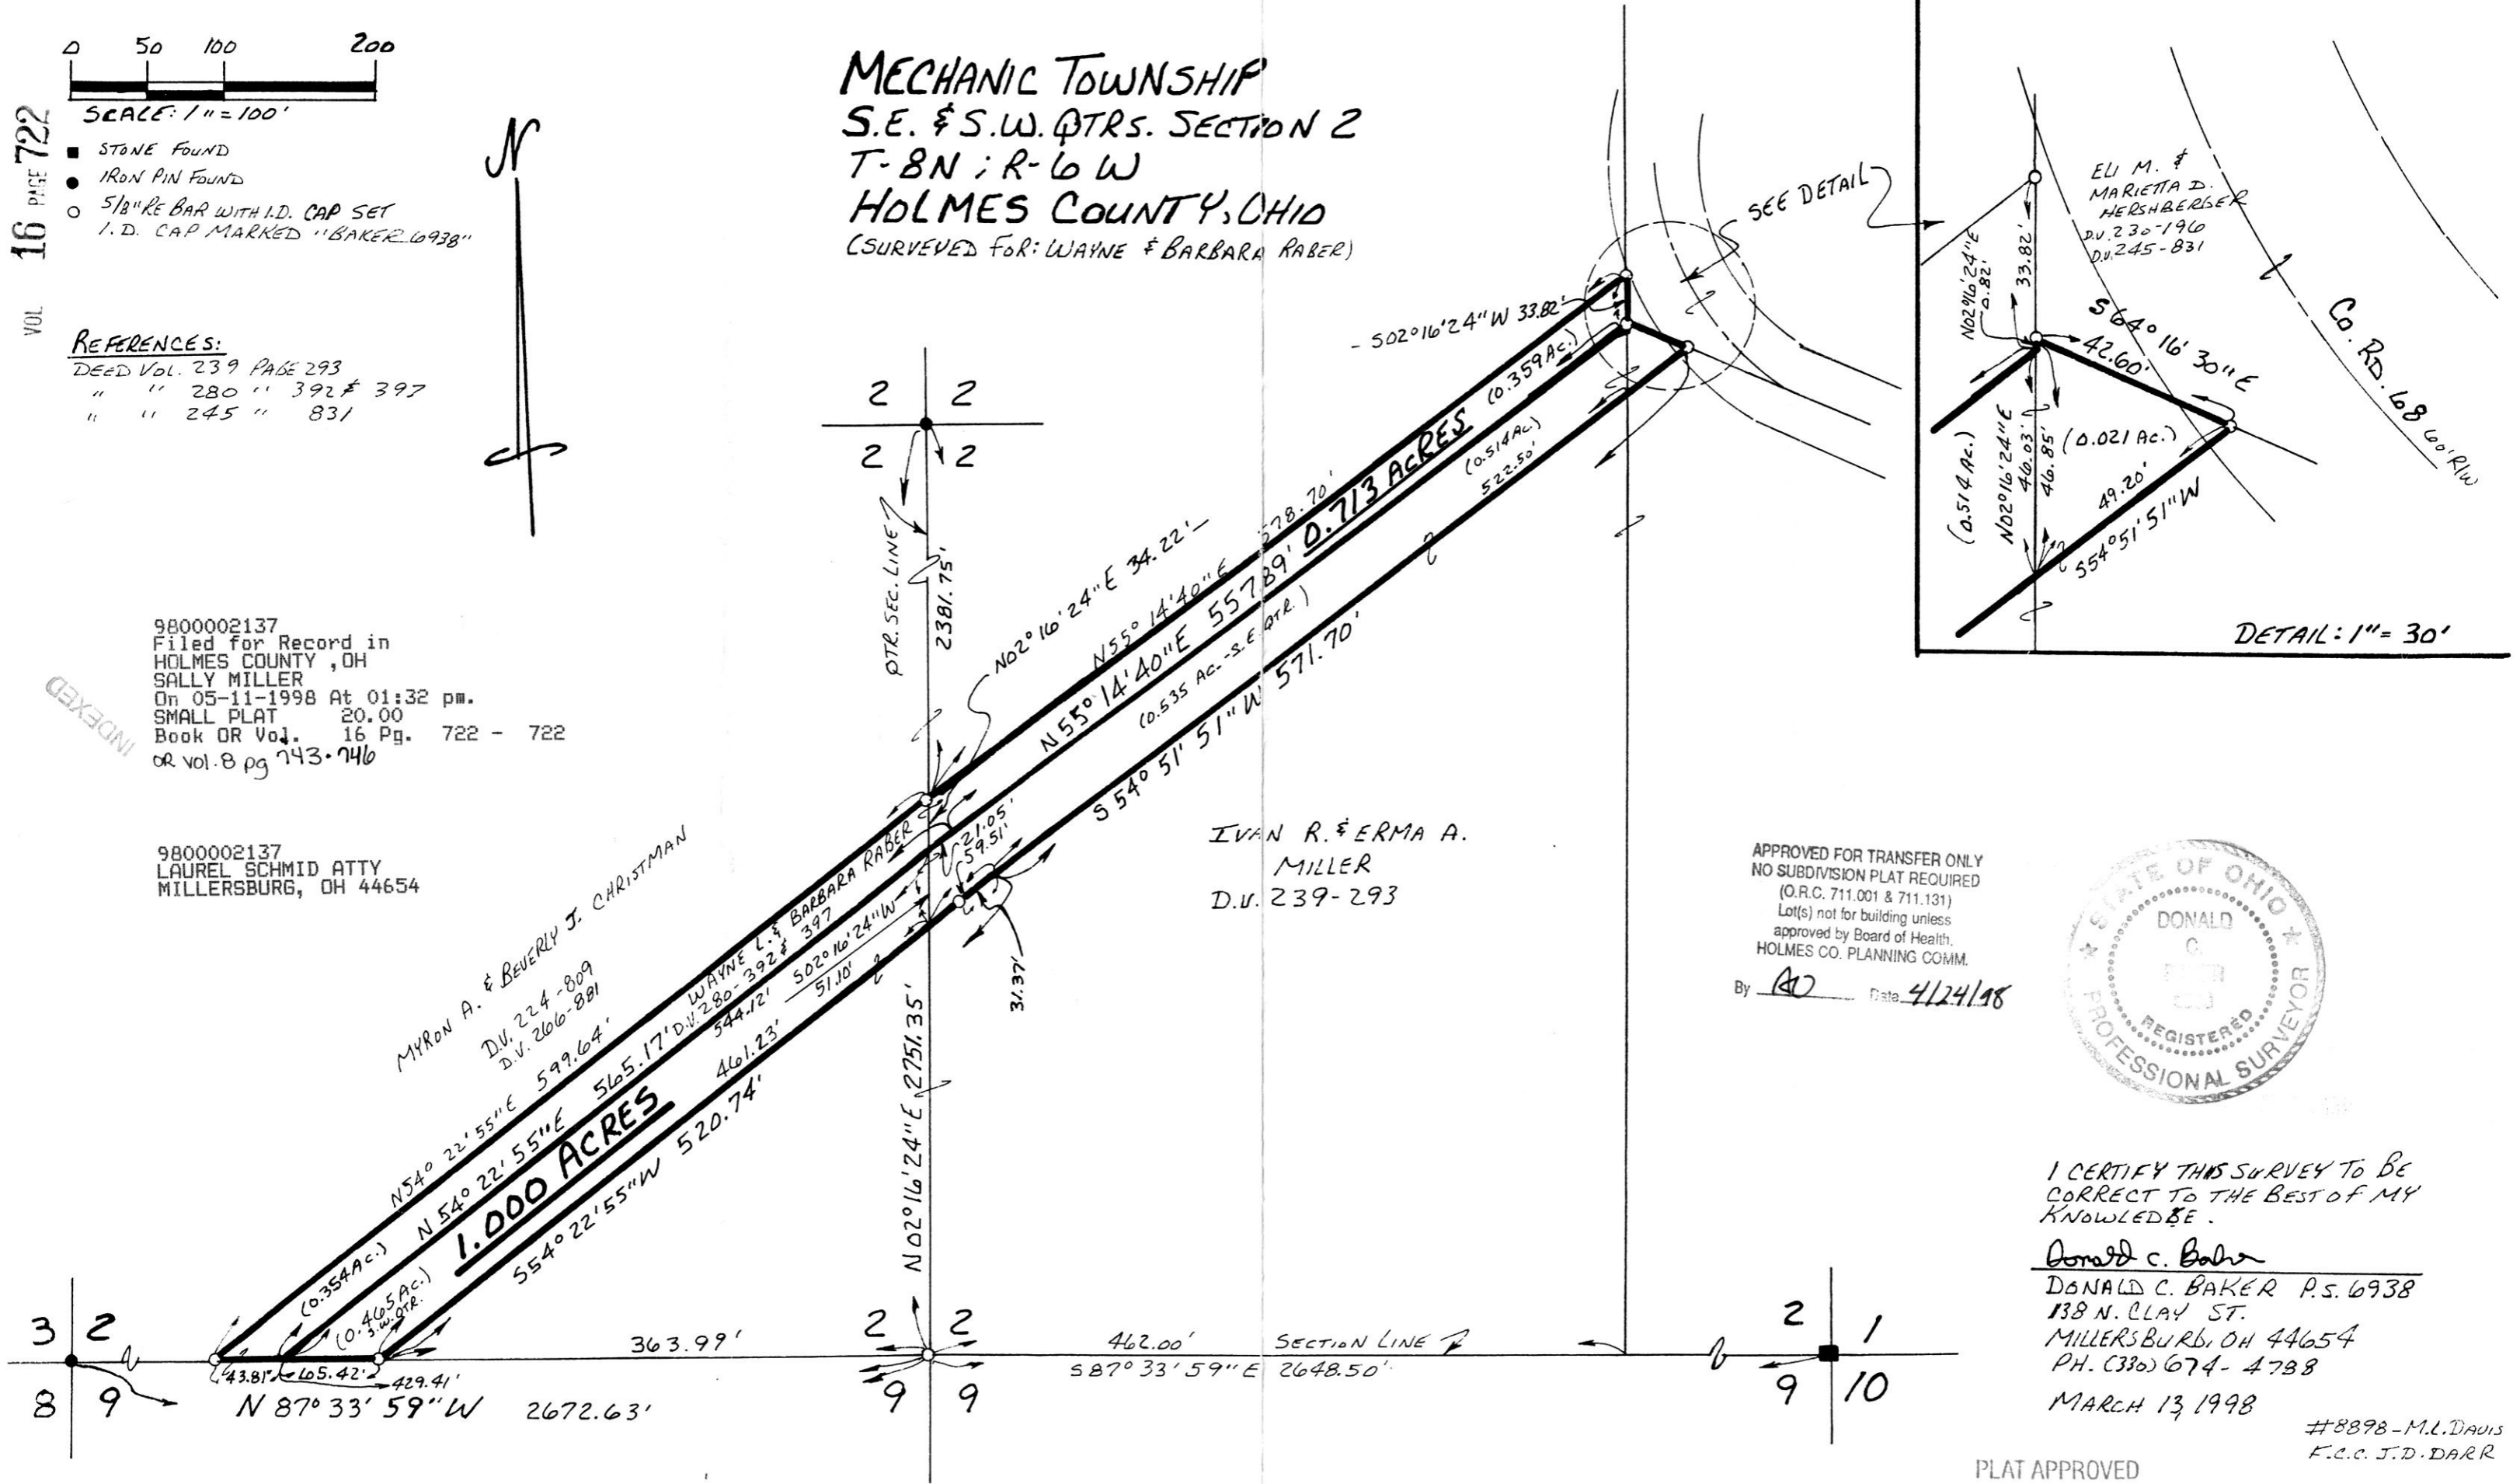 0 50 100 200
SCALE: 1" = 100'
■ STONE FOUND
● IRON PIN FOUND
○ 5/8" RE BAR WITH I.D. CAP SET
I.D. CAP MARKED "BAKER 6938"
VOL 16 PAGE 722
N
REFERENCES:
DEED VOL. 239 PAGE 293
" " 280 " 392 & 397
" " 245 " 831
MECHANIC TOWNSHIP
S.E. & S.W. QTRS. SECTION 2
T-8N; R-6W
HOLMES COUNTY, OHIO
(SURVEYED FOR: WAYNE & BARBARA RABER)
SEE DETAIL
ELI M. &
MARIETTA D.
HERSHBERGER
D.V. 230-196
D.V. 245-831
N02°16'24"E
0.82'
33.82'
S 64° 16' 30" E
42.60'
CO. RD. 68 60' R/W
(0.514 AC.)
N02°16'24"E
46.03'
46.85'
(0.021 AC.)
49.20'
S54°51'51"W
DETAIL: 1" = 30'
S02°16'24"W 33.82'
2 2
2 2
QTR. SEC. LINE
2381.75'
N02°16'24"E 34.22'
N55°14'40"E 578.70'
(0.359 AC.)
0.713 ACRES
N55°14'40"E 557.89'
(0.514 AC.)
522.50'
(0.535 AC.-S.E. QTR.)
S 54° 51' 51" W 571.70'
9800002137
Filed for Record in
HOLMES COUNTY ,OH
SALLY MILLER
On 05-11-1998 At 01:32 pm.
SMALL PLAT 20.00
Book OR Vol. 16 Pg. 722 - 722
OR vol. 8 pg 743-746
INDEXED
9800002137
LAUREL SCHMID ATTY
MILLERSBURG, OH 44654
MYRON A. & BEVERLY J. CHRISTMAN
D.V. 224-809
D.V. 266-881
WAYNE L. & BARBARA RABER
D.V. 280-392 & 397
21.05'
59.51'
S02°16'24"W
51.10'
31.37'
IVAN R. & ERMA A.
MILLER
D.V. 239-293
N54°22'55"E 599.64'
N 54° 22' 55" E 565.17'
544.12'
461.23'
1.000 ACRES
S54°22'55"W 520.74'
(0.354 AC.)
(0.465 AC.)
S.W. QTR.
N02°16'24"E 2751.35'
APPROVED FOR TRANSFER ONLY
NO SUBDIVISION PLAT REQUIRED
(O.R.C. 711.001 & 711.131)
Lot(s) not for building unless
approved by Board of Health.
HOLMES CO. PLANNING COMM.
By Date 4/24/98
STATE OF OHIO
DONALD
C.
REGISTERED
PROFESSIONAL SURVEYOR
3 2
8 9
43.81' 65.42' 429.41'
363.99'
N 87° 33' 59" W 2672.63'
2 2
9 9
462.00' SECTION LINE
S87°33'59"E 2648.50'
2 1
9 10
I CERTIFY THIS SURVEY TO BE
CORRECT TO THE BEST OF MY
KNOWLEDGE.
Donald C. Baker
DONALD C. BAKER P.S. 6938
138 N. CLAY ST.
MILLERSBURG, OH 44654
PH. (330) 674-4788
MARCH 13, 1998
#8898-M.L.DAVIS
F.C.C. J.D. DARR
PLAT APPROVED